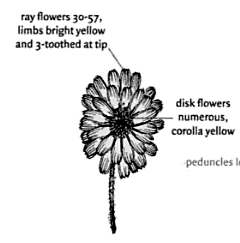 ray flowers 30-57,
limbs bright yellow
and 3-toothed at tip
disk flowers
numerous,
corolla yellow
peduncles